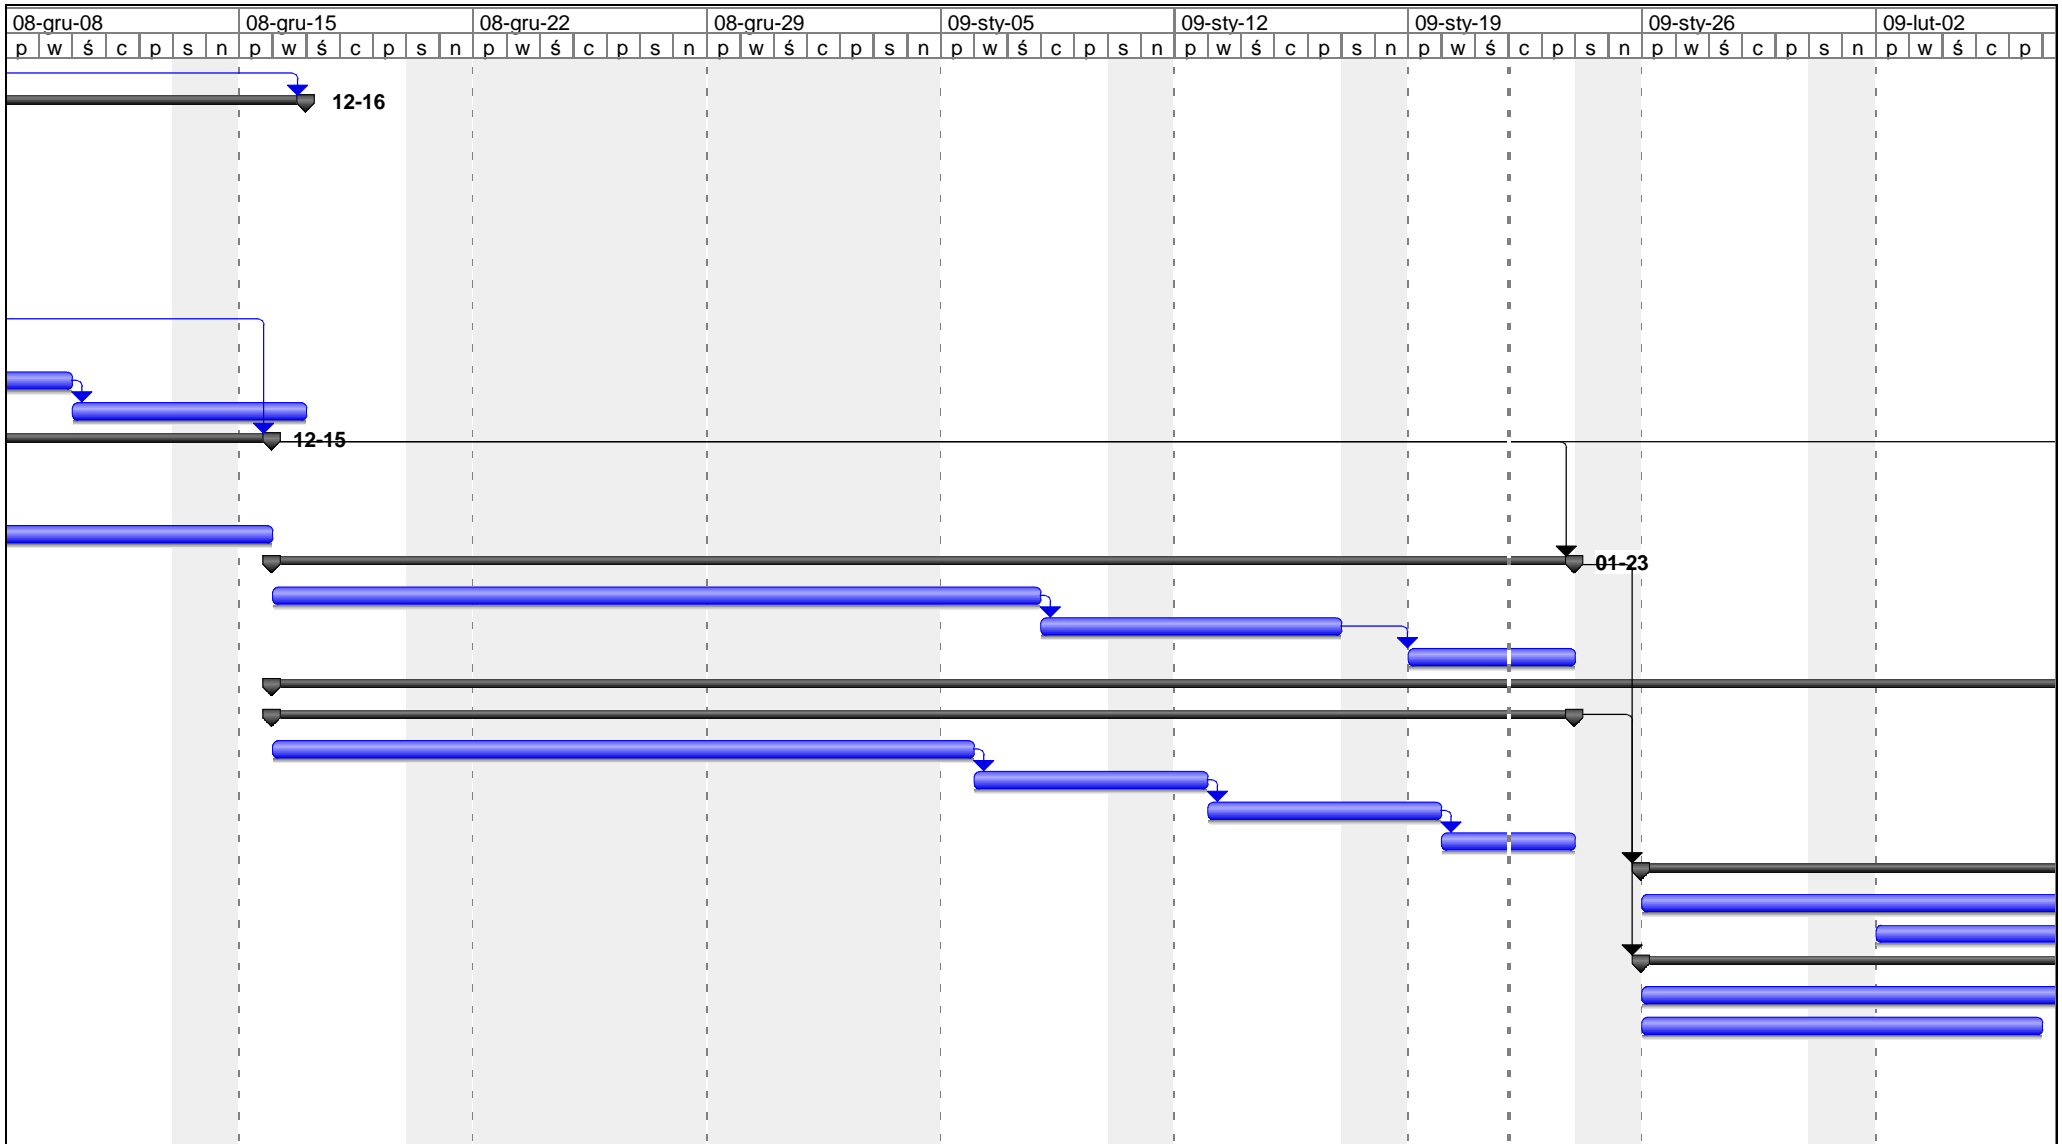 08-gru-08 08-gru-15 08-gru-22 08-gru-29 09-sty-05 09-sty-12 09-sty-19 09-sty-26 09-lut-02
p w ś c p s n p w ś c p s n p w ś c p s n p w ś c p s n p w ś c p s n p w ś c p s n p w ś c p s n p w ś c p s n p w ś c p
12-16
12-15
01-23